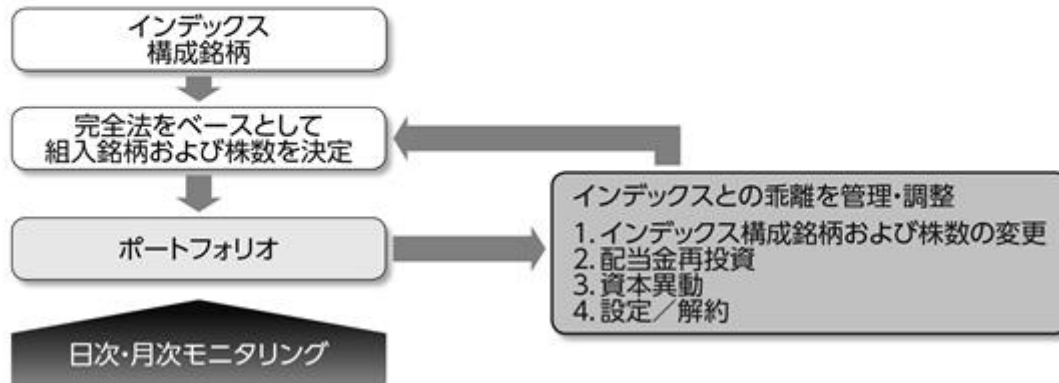 インデックス
構成銘柄
完全法をベースとして
組入銘柄および株数を決定
ポートフォリオ
日次・月次モニタリング
インデックスとの乖離を管理・調整
1. インデックス構成銘柄および株数の変更
2. 配当金再投資
3. 資本異動
4. 設定／解約